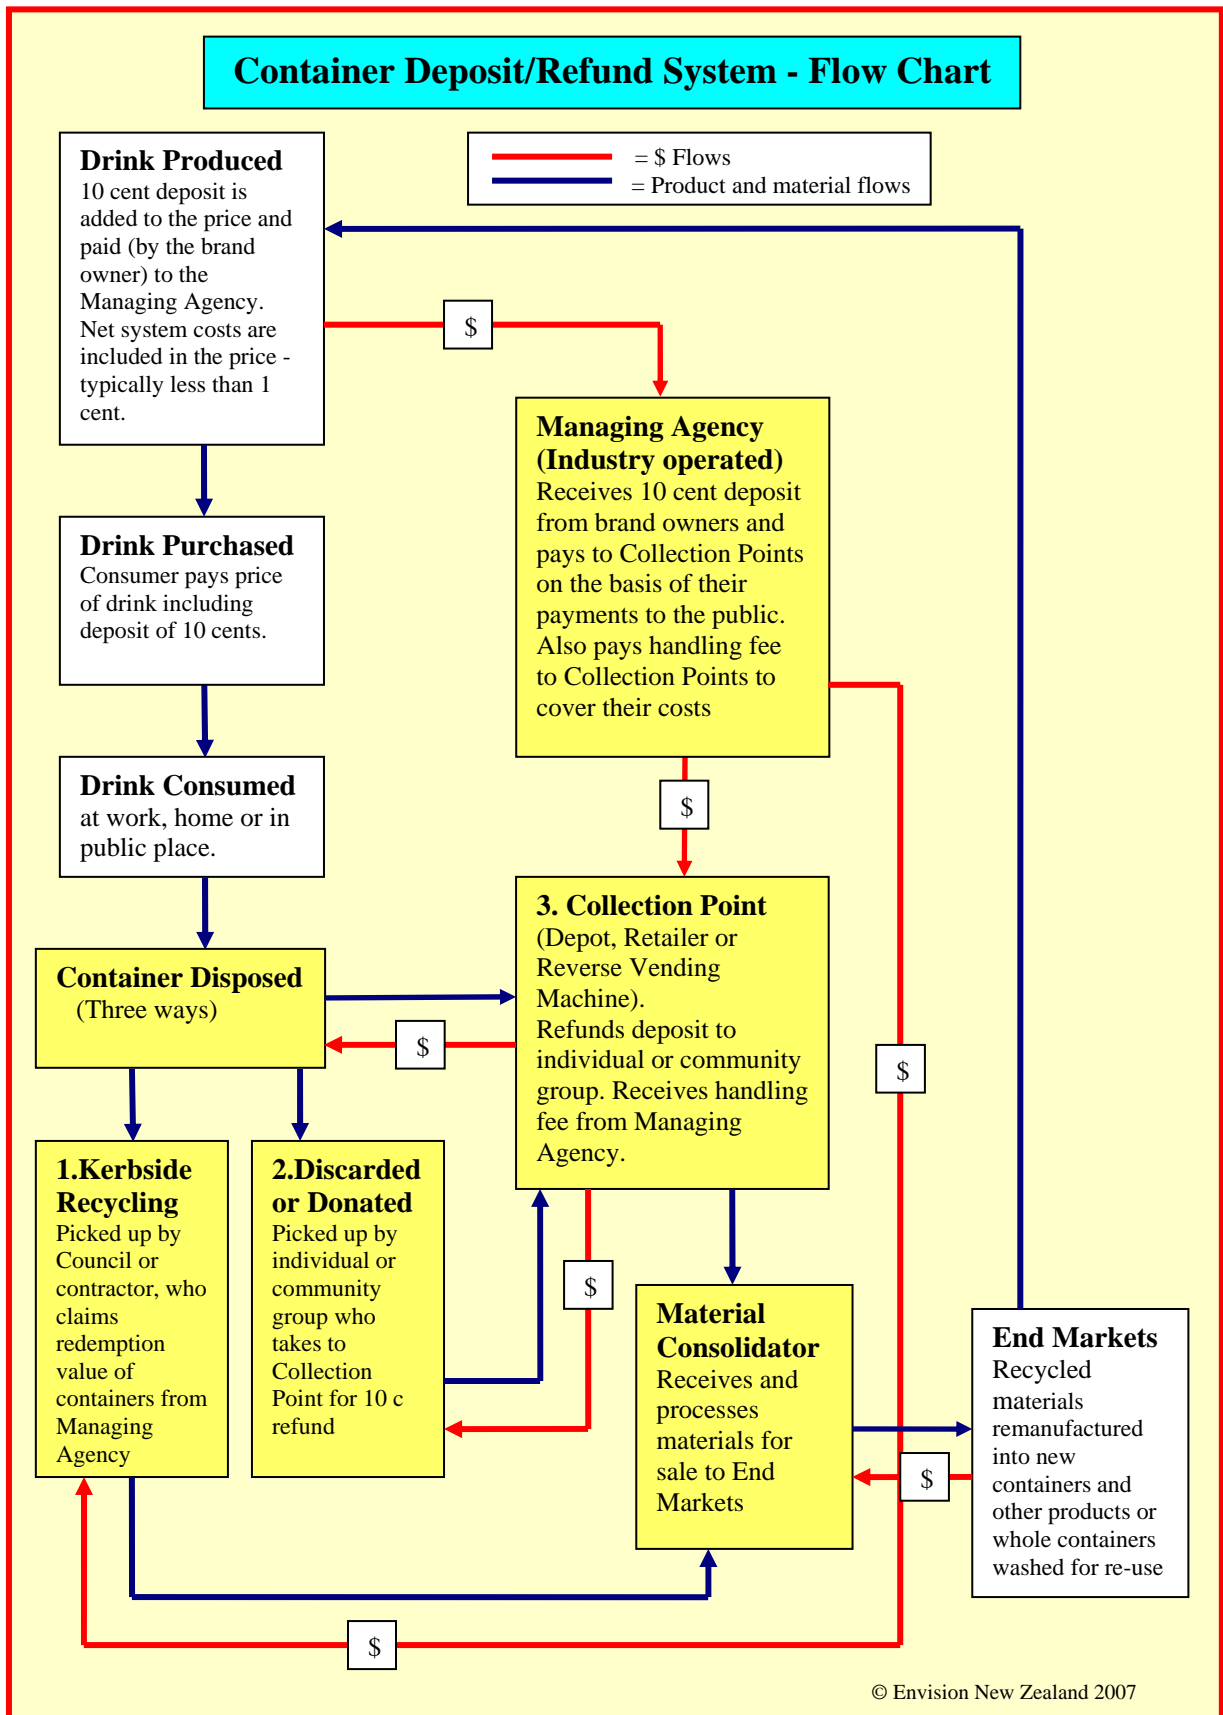 Container Deposit/Refund System - Flow Chart
Drink Produced
10 cent deposit is
added to the price and
paid (by the brand
owner) to the
Managing Agency.
Net system costs are
included in the price -
typically less than 1
cent.
= $ Flows
= Product and material flows
$
Managing Agency
(Industry operated)
Receives 10 cent deposit
from brand owners and
pays to Collection Points
on the basis of their
payments to the public.
Also pays handling fee
to Collection Points to
cover their costs
Drink Purchased
Consumer pays price
of drink including
deposit of 10 cents.
Drink Consumed
at work, home or in
public place.
$
Container Disposed
(Three ways)
3. Collection Point
(Depot, Retailer or
Reverse Vending
Machine).
Refunds deposit to
individual or community
group. Receives handling
fee from Managing
Agency.
$
$
1.Kerbside
Recycling
Picked up by
Council or
contractor, who
claims
redemption
value of
containers from
Managing
Agency
2.Discarded
or Donated
Picked up by
individual or
community
group who
takes to
Collection
Point for 10 c
refund
$
Material
Consolidator
Receives and
processes
materials for
sale to End
Markets
End Markets
Recycled
materials
remanufactured
into new
containers and
other products or
whole containers
washed for re-use
$
$
© Envision New Zealand 2007